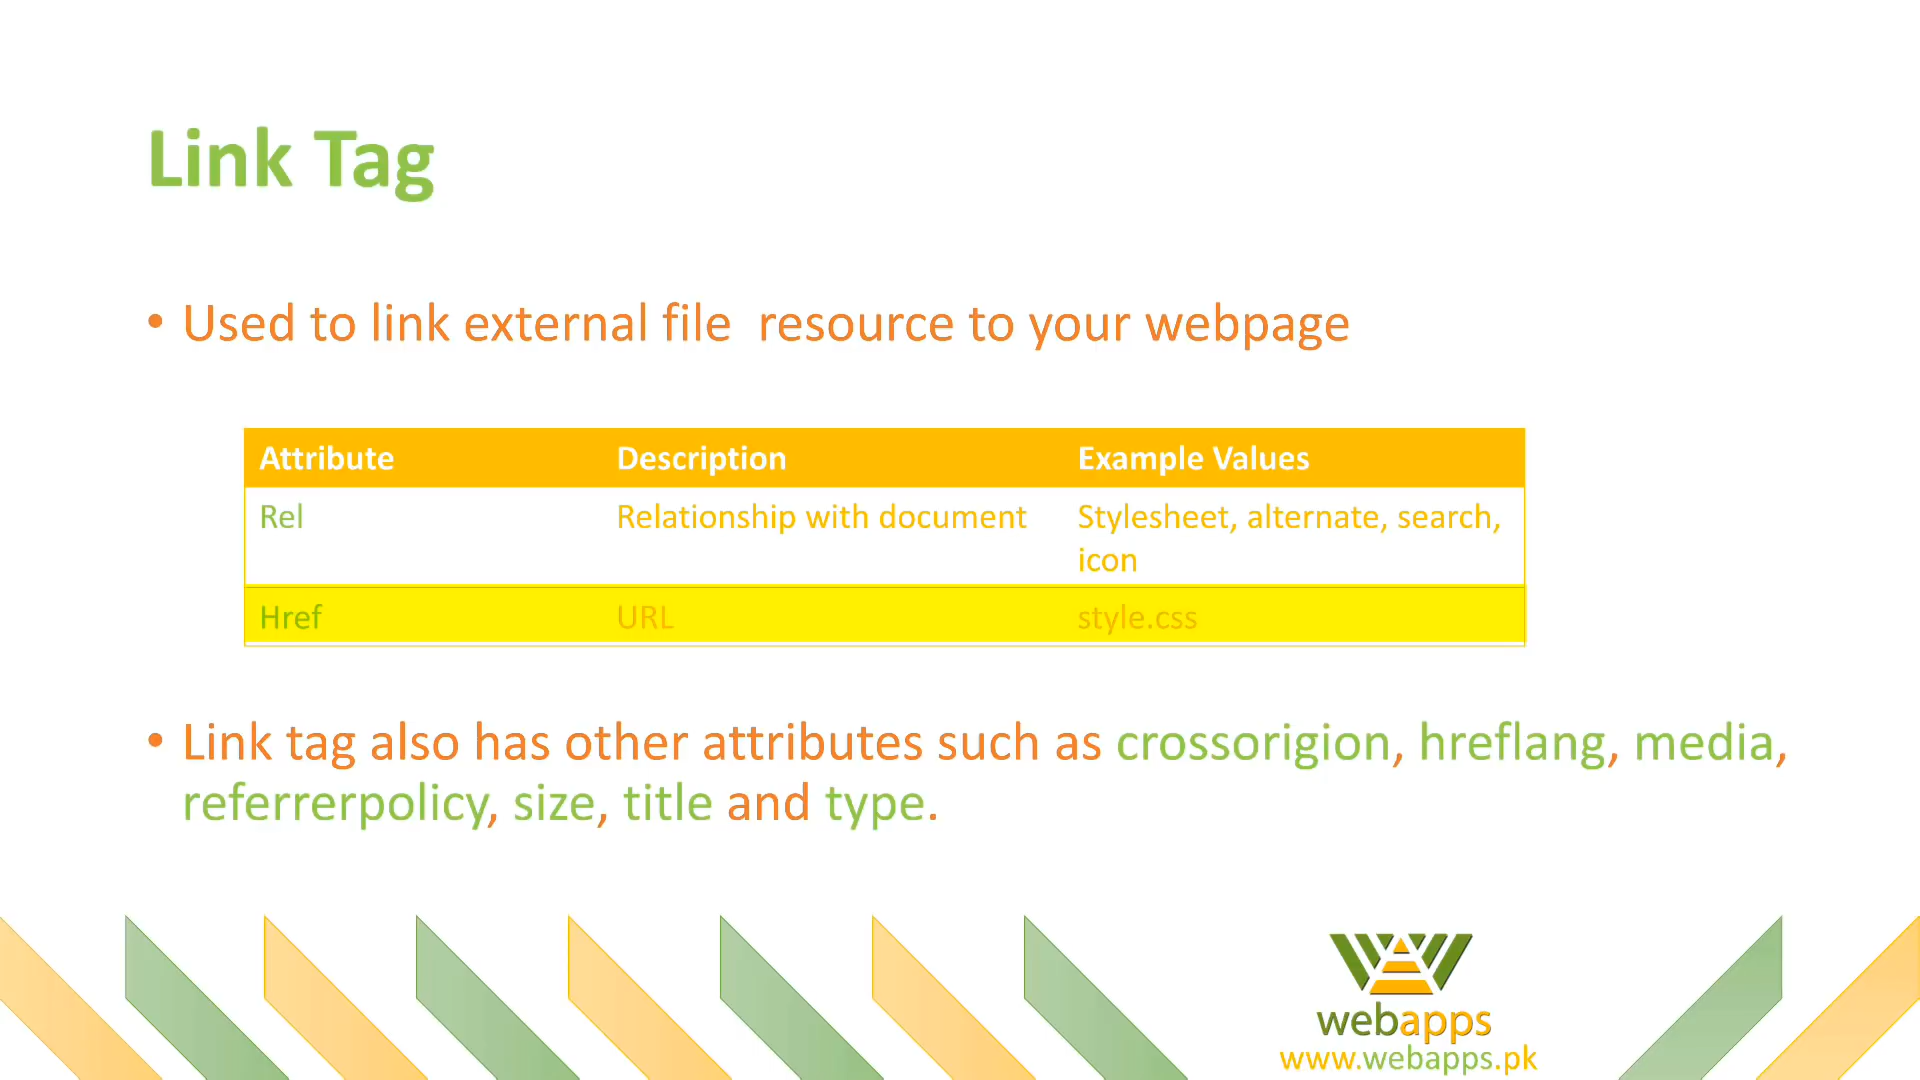 Link Tag
• Used to link external file  resource to your webpage
Attribute Description Example Values
Rel Relationship with document Stylesheet, alternate, search,
icon
Href URL style.css
• Link tag also has other attributes such as crossorigion, hreflang, media,
referrerpolicy, size, title and type.
webapps
www.webapps.pk